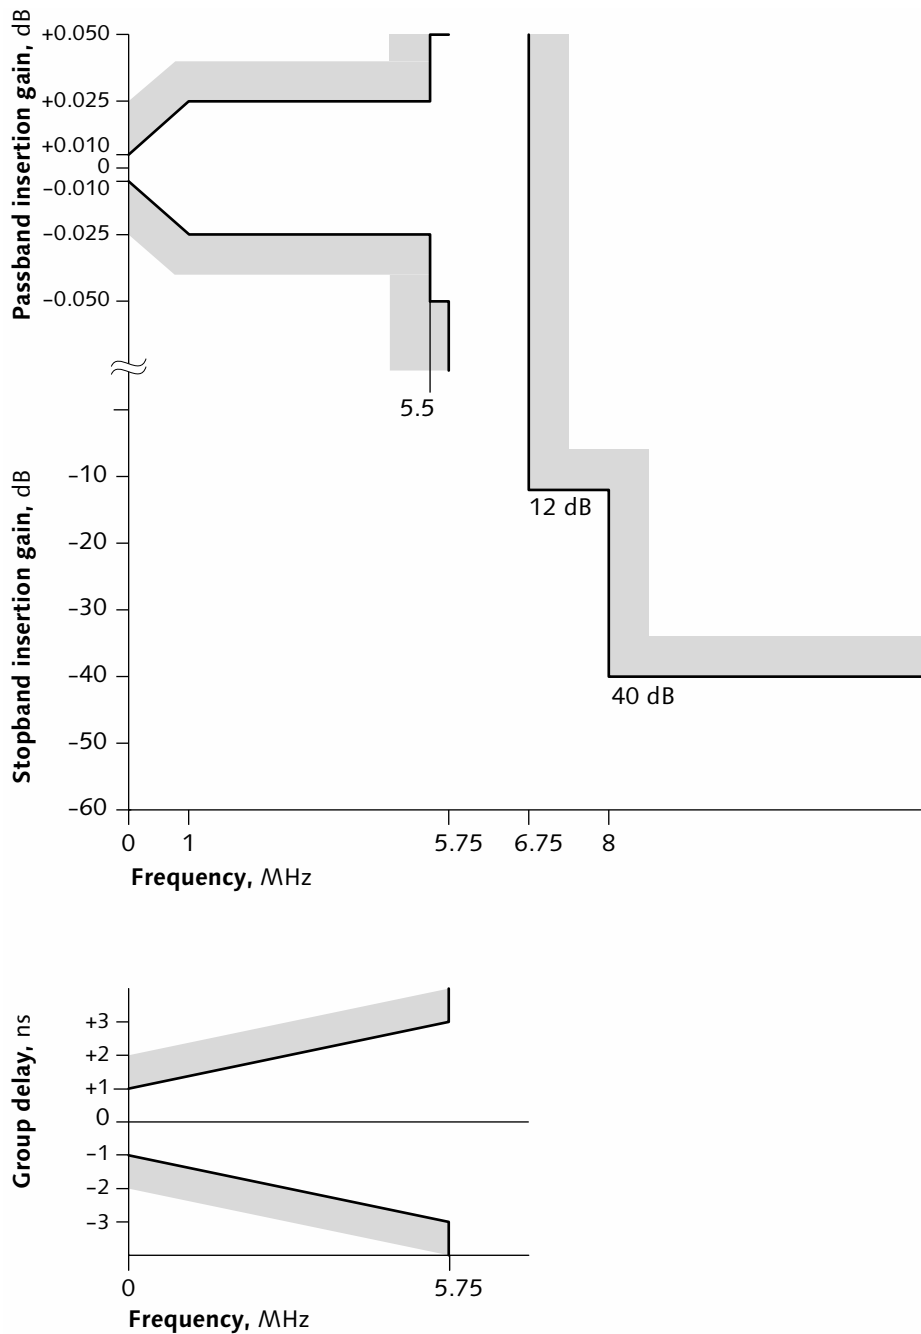 Passband insertion gain, dB
+0.050
+0.025
+0.010
0
−0.010
−0.025
−0.050
5.5
Stopband insertion gain, dB
−10
−20
−30
−40
−50
−60
12 dB
40 dB
0 1 5.75 6.75 8
Frequency, MHz
Group delay, ns
+3
+2
+1
0
−1
−2
−3
0 5.75
Frequency, MHz